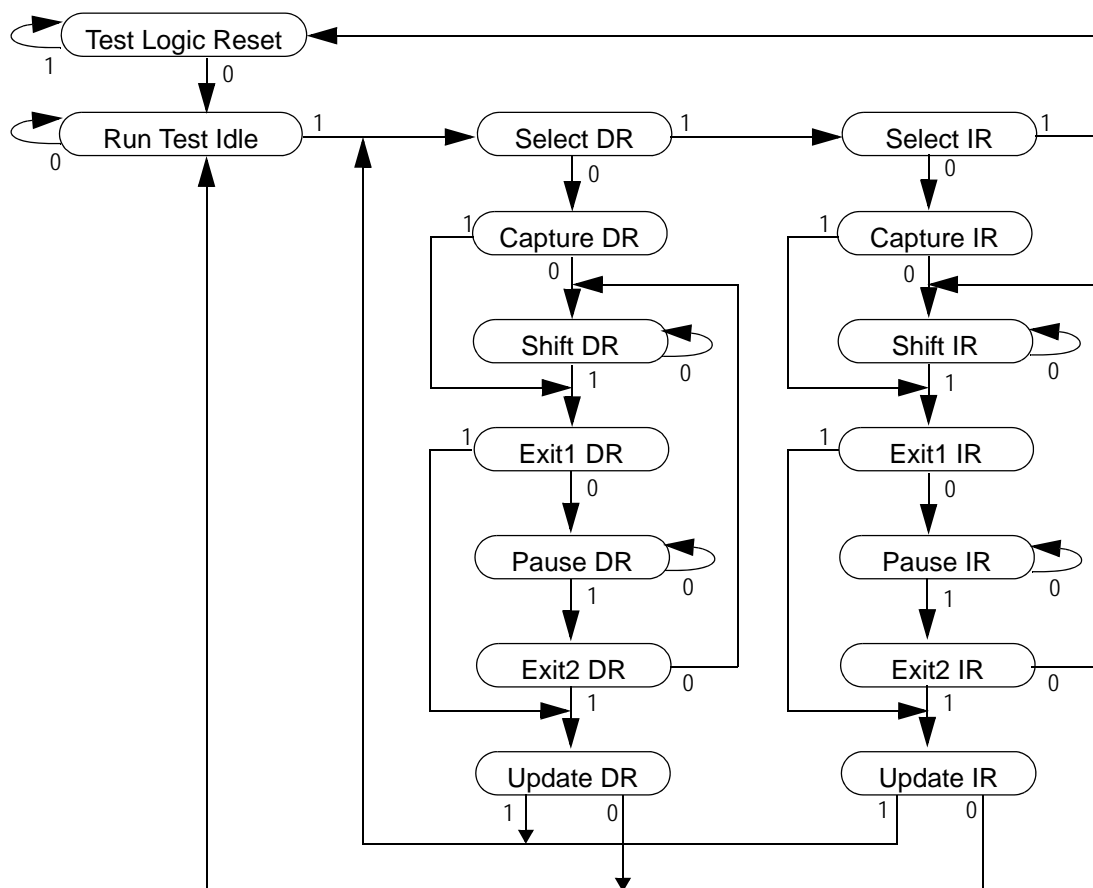 Test Logic Reset
1
0
Run Test Idle
1
0
Select DR
1
0
Select IR
1
0
Capture DR
1
0
Capture IR
1
0
Shift DR
0
1
Shift IR
0
1
Exit1 DR
1
0
Exit1 IR
1
0
Pause DR
0
1
Pause IR
0
1
Exit2 DR
0
1
Exit2 IR
0
1
Update DR
1
0
Update IR
1
0